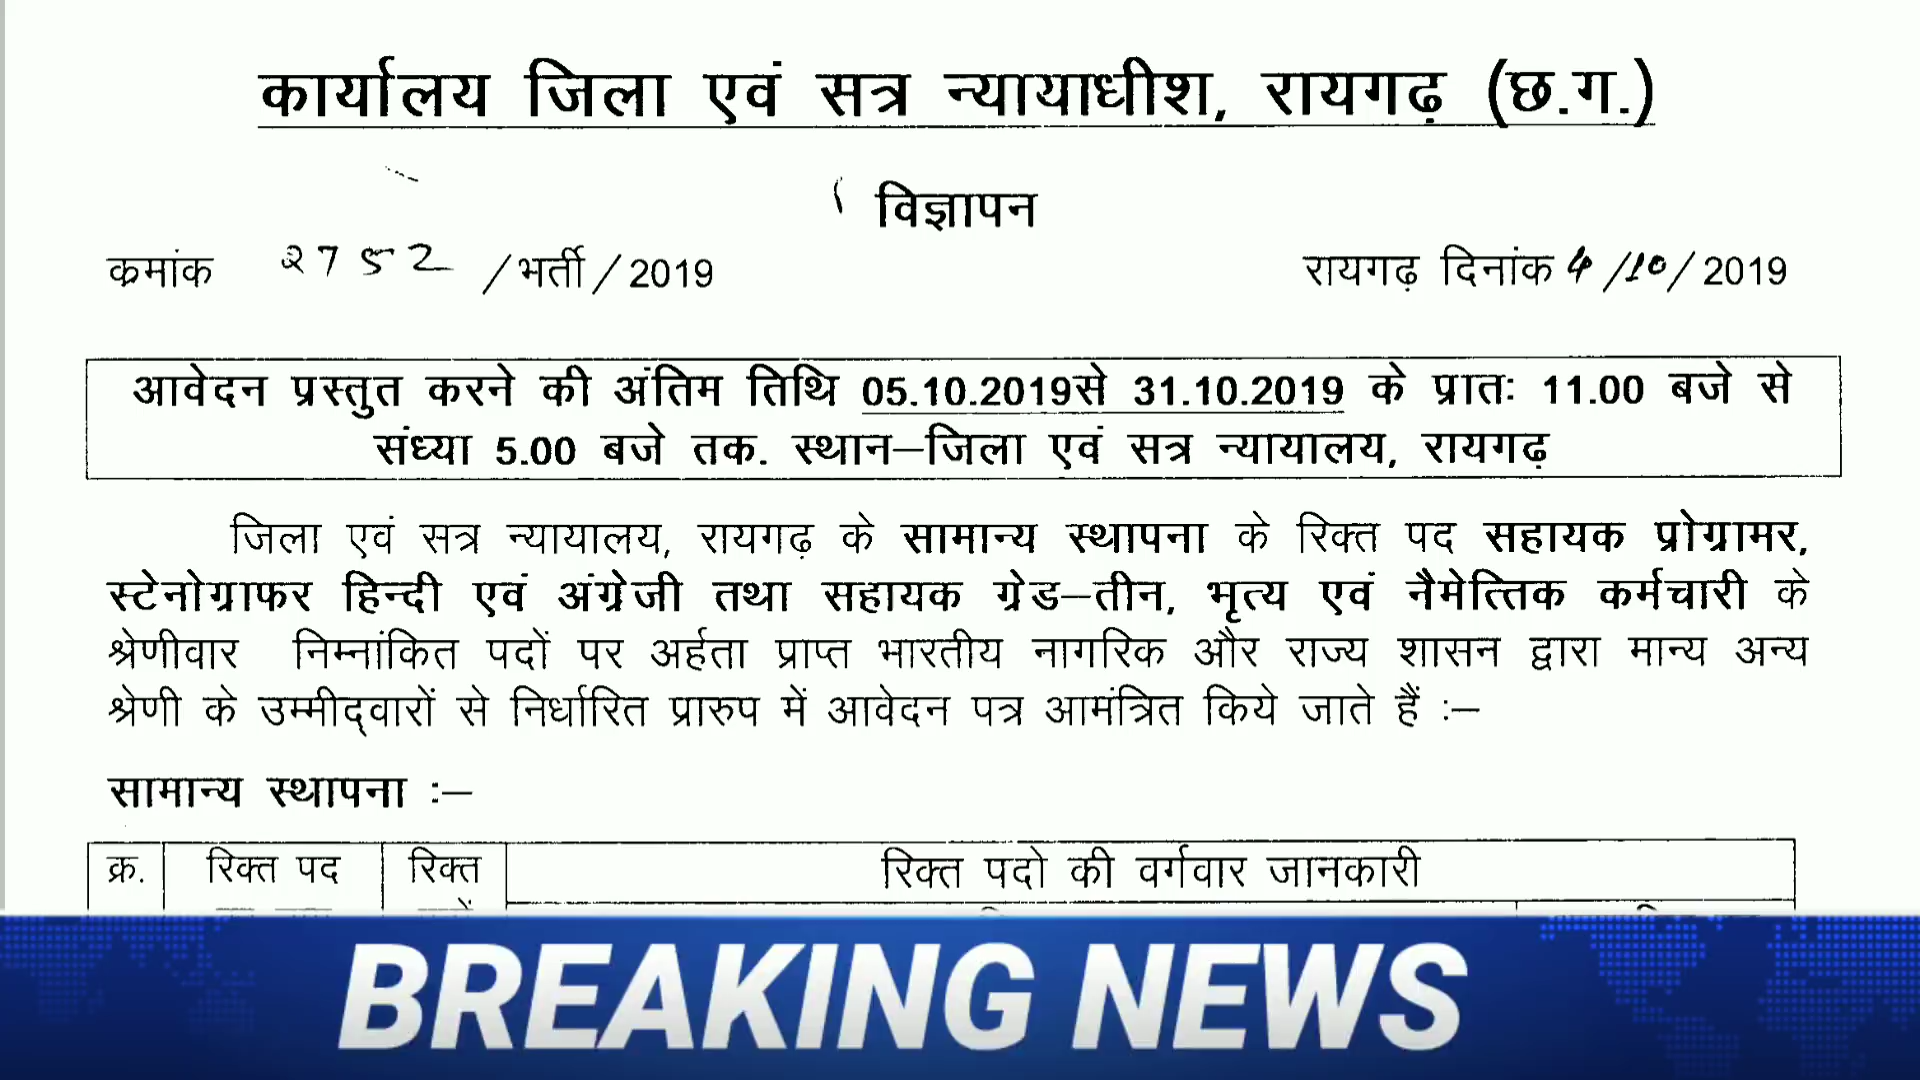 कार्यालय जिला एवं सत्र न्यायाधीश, रायगढ़ (छ.ग.)
विज्ञापन
क्रमांक २752 /भर्ती/2019 रायगढ़ दिनांक 4/10/2019
आवेदन प्रस्तुत करने की अंतिम तिथि 05.10.2019से 31.10.2019 के प्रातः 11.00 बजे से
संध्या 5.00 बजे तक. स्थान–जिला एवं सत्र न्यायालय, रायगढ़
जिला एवं सत्र न्यायालय, रायगढ़ के सामान्य स्थापना के रिक्त पद सहायक प्रोग्रामर,
स्टेनोग्राफर हिन्दी एवं अंग्रेजी तथा सहायक ग्रेड–तीन, भृत्य एवं नैमेत्तिक कर्मचारी के
श्रेणीवार निम्नांकित पदों पर अर्हता प्राप्त भारतीय नागरिक और राज्य शासन द्वारा मान्य अन्य
श्रेणी के उम्मीद्वारों से निर्धारित प्रारुप में आवेदन पत्र आमंत्रित किये जाते हैं :–
सामान्य स्थापना :–
क्र. रिक्त पद रिक्त रिक्त पदो की वर्गवार जानकारी
BREAKING NEWS